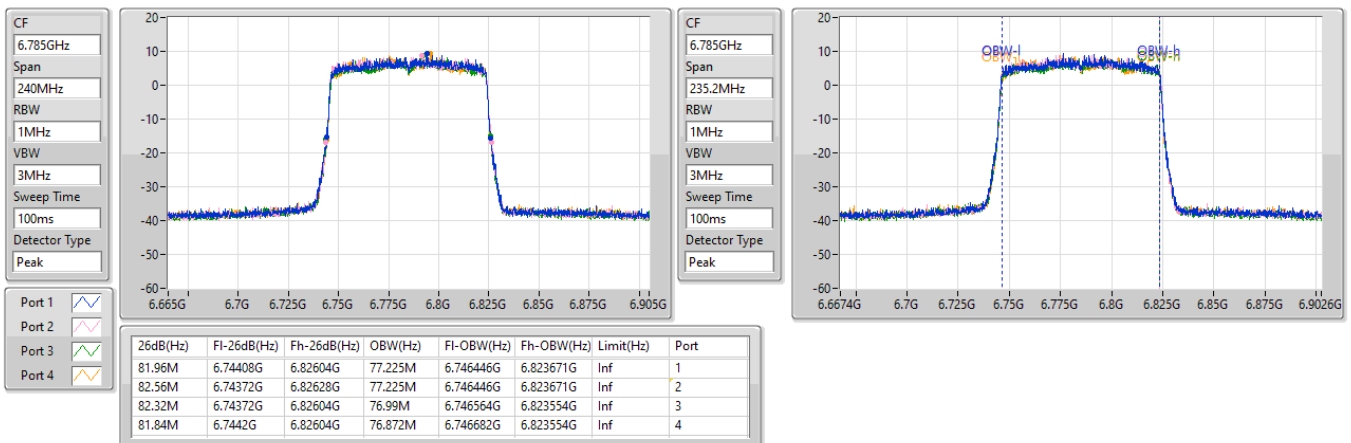 CF
6.785GHz
Span
240MHz
RBW
1MHz
VBW
3MHz
Sweep Time
100ms
Detector Type
Peak
20
10
0
-10
-20
-30
-40
-50
-60
6.665G 6.7G 6.725G 6.75G 6.775G 6.8G 6.825G 6.85G 6.875G 6.905G
CF
6.785GHz
Span
235.2MHz
RBW
1MHz
VBW
3MHz
Sweep Time
100ms
Detector Type
Peak
20
10
0
-10
-20
-30
-40
-50
-60
OBW-l OBW-h
6.6674G 6.7G 6.725G 6.75G 6.775G 6.8G 6.825G 6.85G 6.875G 6.9026G
Port 1
Port 2
Port 3
Port 4
26dB(Hz) Fl-26dB(Hz) Fh-26dB(Hz) OBW(Hz) Fl-OBW(Hz) Fh-OBW(Hz) Limit(Hz) Port
81.96M 6.74408G 6.82604G 77.225M 6.746446G 6.823671G Inf 1
82.56M 6.74372G 6.82628G 77.225M 6.746446G 6.823671G Inf 2
82.32M 6.74372G 6.82604G 76.99M 6.746564G 6.823554G Inf 3
81.84M 6.7442G 6.82604G 76.872M 6.746682G 6.823554G Inf 4